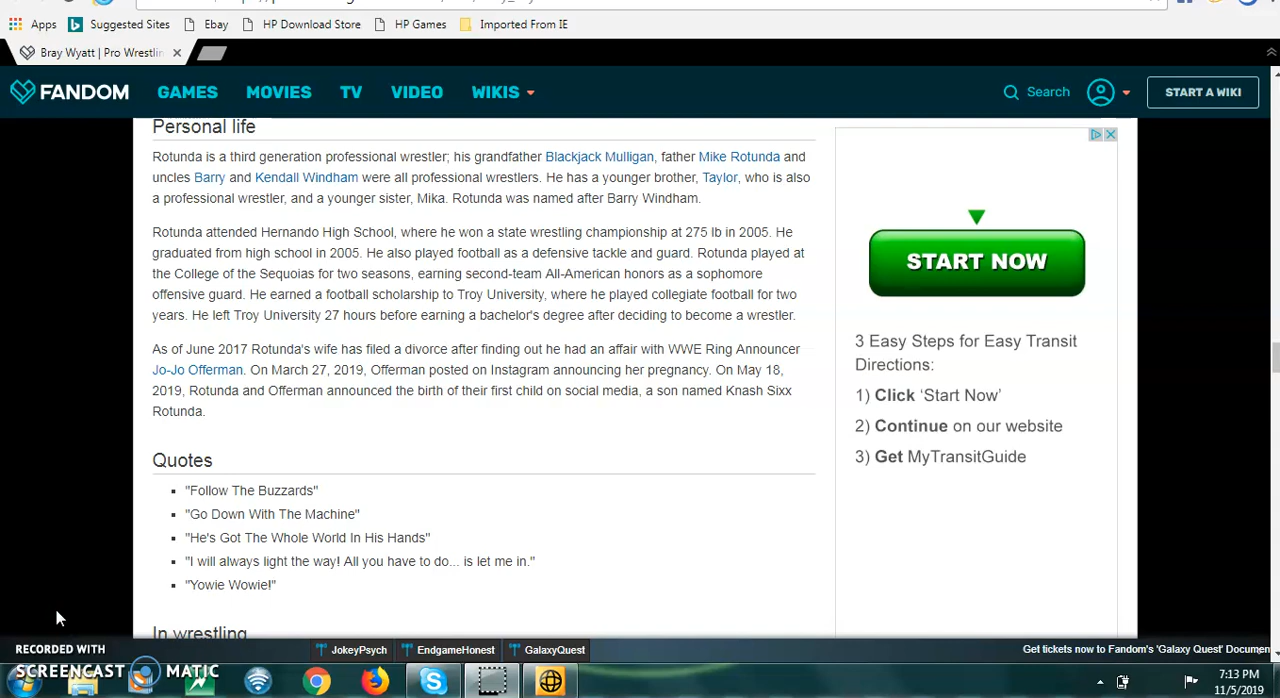 Apps Suggested Sites Ebay HP Download Store HP Games Imported From IE
Bray Wyatt | Pro Wrestlin
FANDOM GAMES MOVIES TV VIDEO WIKIS Search START A WIKI
Personal life
Rotunda is a third generation professional wrestler; his grandfather Blackjack Mulligan, father Mike Rotunda and
uncles Barry and Kendall Windham were all professional wrestlers. He has a younger brother, Taylor, who is also
a professional wrestler, and a younger sister, Mika. Rotunda was named after Barry Windham.
Rotunda attended Hernando High School, where he won a state wrestling championship at 275 lb in 2005. He
graduated from high school in 2005. He also played football as a defensive tackle and guard. Rotunda played at
the College of the Sequoias for two seasons, earning second-team All-American honors as a sophomore
offensive guard. He earned a football scholarship to Troy University, where he played collegiate football for two
years. He left Troy University 27 hours before earning a bachelor's degree after deciding to become a wrestler.
As of June 2017 Rotunda's wife has filed a divorce after finding out he had an affair with WWE Ring Announcer
Jo-Jo Offerman. On March 27, 2019, Offerman posted on Instagram announcing her pregnancy. On May 18,
2019, Rotunda and Offerman announced the birth of their first child on social media, a son named Knash Sixx
Rotunda.
Quotes
"Follow The Buzzards"
"Go Down With The Machine"
"He's Got The Whole World In His Hands"
"I will always light the way! All you have to do... is let me in."
"Yowie Wowie!"
In wrestling
START NOW
3 Easy Steps for Easy Transit
Directions:
1) Click 'Start Now'
2) Continue on our website
3) Get MyTransitGuide
JokeyPsych EndgameHonest GalaxyQuest Get tickets now to Fandom's 'Galaxy Quest' Documen
RECORDED WITH
SCREENCAST MATIC
7:13 PM
11/5/2019